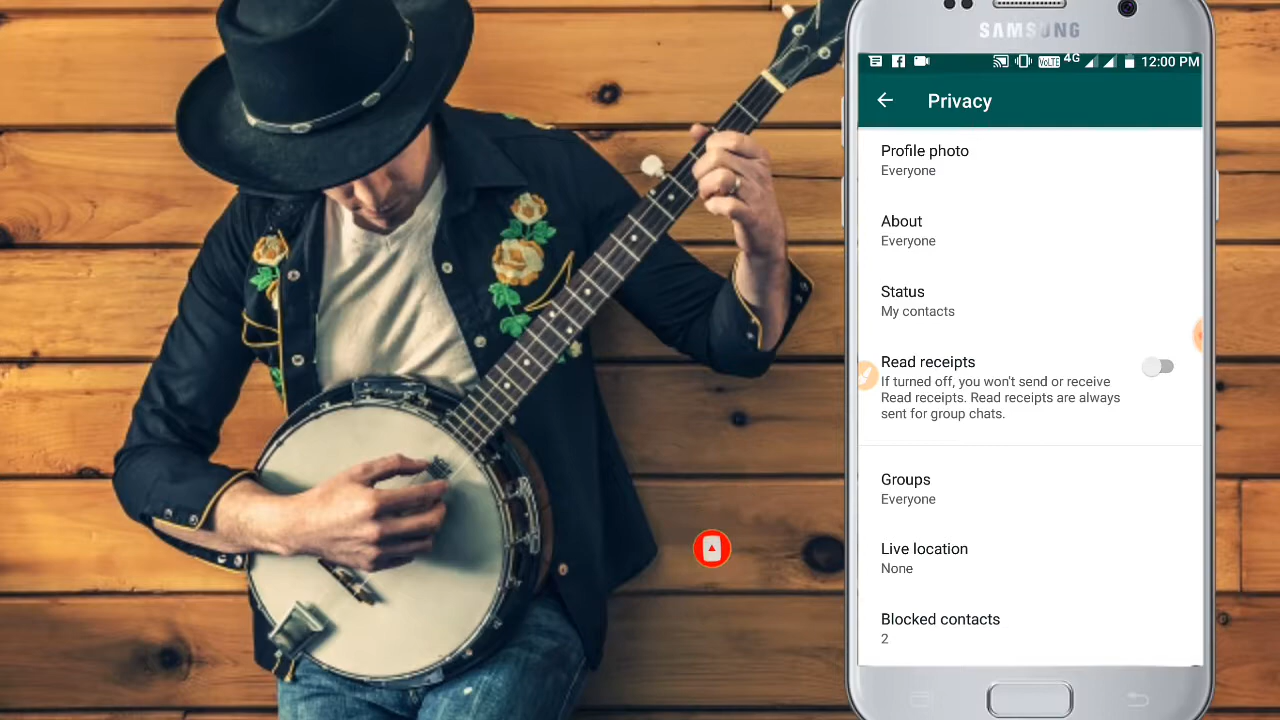 SAMSUNG
VoLTE 4G 12:00 PM
Privacy
Profile photo
Everyone
About
Everyone
Status
My contacts
Read receipts
If turned off, you won't send or receive
Read receipts. Read receipts are always
sent for group chats.
Groups
Everyone
Live location
None
Blocked contacts
2